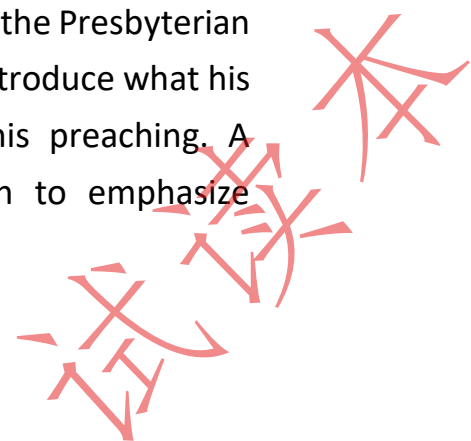 the Presbyterian
troduce what his
his preaching. A
n to emphasize
试读本